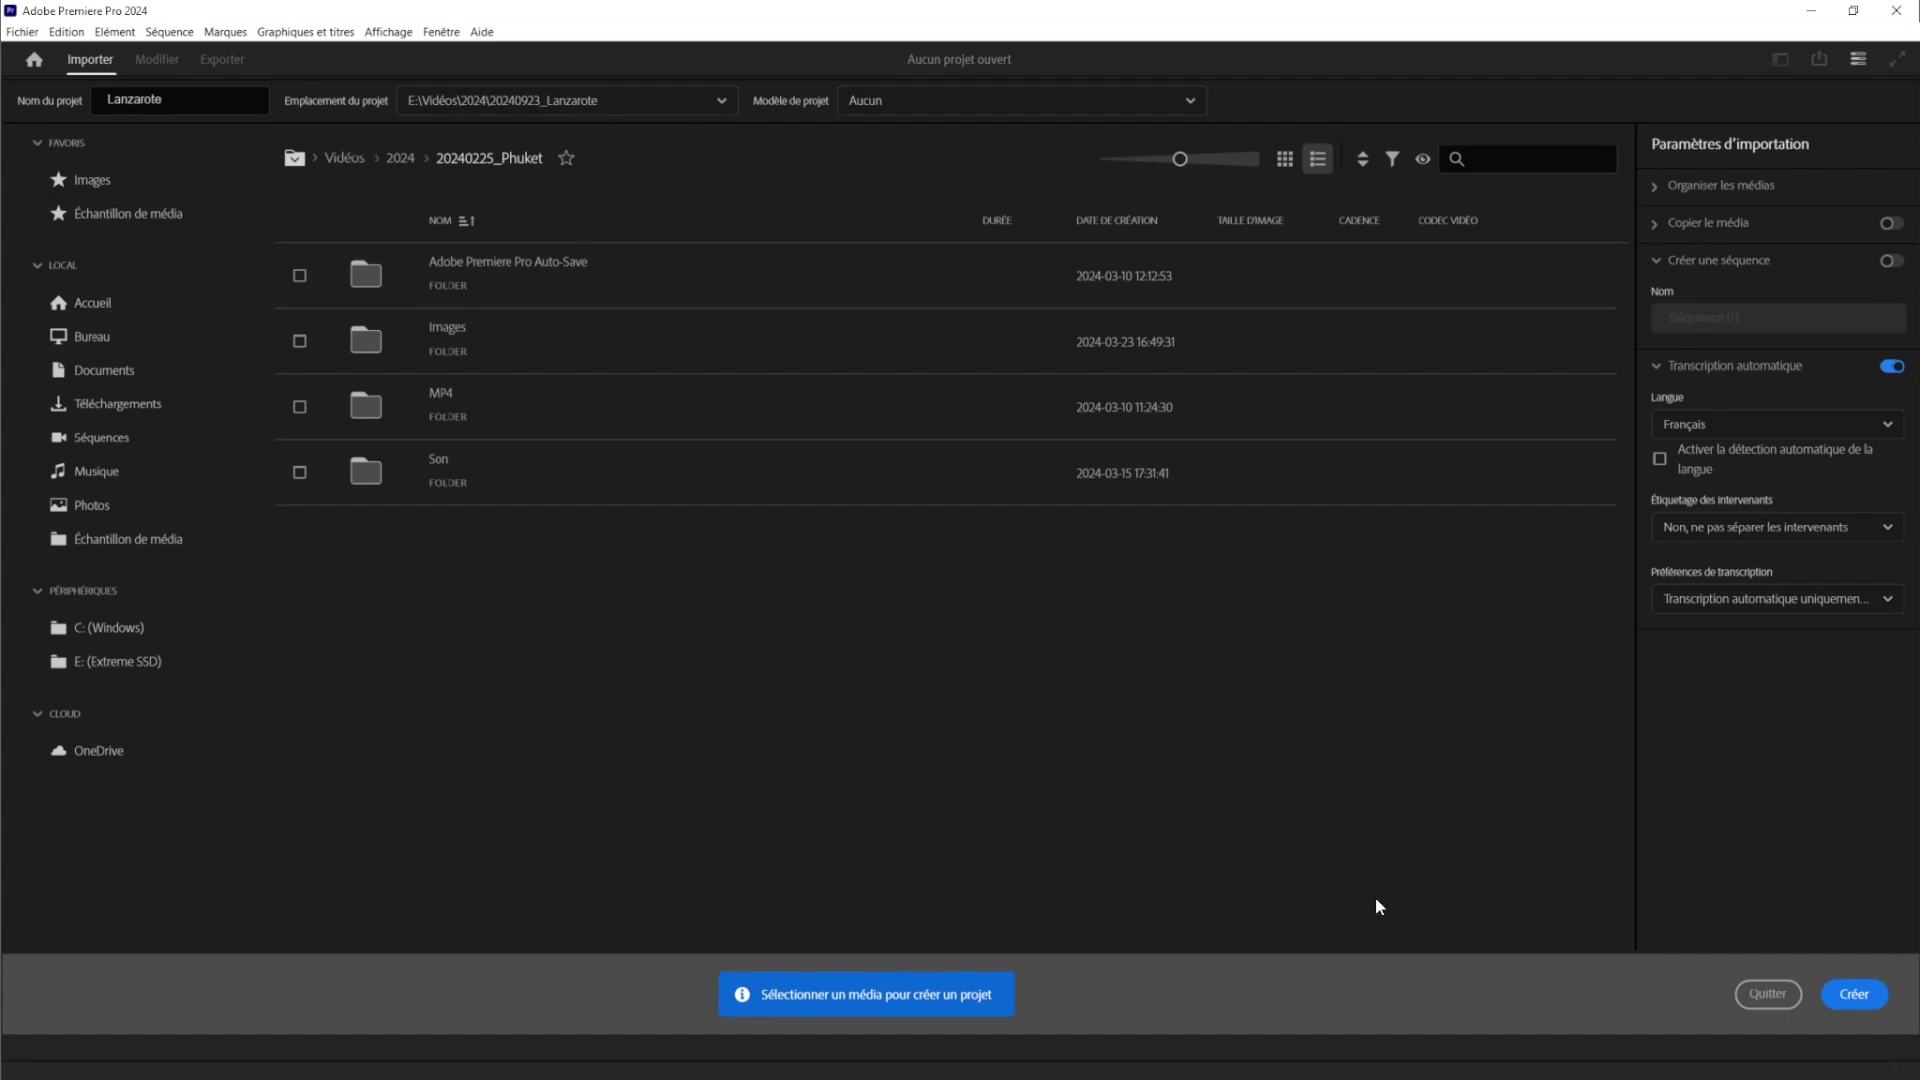 Adobe Premiere Pro 2024
Fichier Edition Elément Séquence Marques Graphiques et titres Affichage Fenêtre Aide
Importer Modifier Exporter Aucun projet ouvert
Nom du projet Lanzarote Emplacement du projet E:\Vidéos\2024\20240923_Lanzarote Modèle de projet Aucun
FAVORIS
Images
Échantillon de média
LOCAL
Accueil
Bureau
Documents
Téléchargements
Séquences
Musique
Photos
Échantillon de média
PÉRIPHÉRIQUES
C: (Windows)
E: (Extreme SSD)
CLOUD
OneDrive
Vidéos > 2024 > 20240225_Phuket
NOM DURÉE DATE DE CRÉATION TAILLE D'IMAGE CADENCE CODEC VIDÉO
Adobe Premiere Pro Auto-Save
FOLDER
2024-03-10 12:12:53
Images
FOLDER
2024-03-23 16:49:31
MP4
FOLDER
2024-03-10 11:24:30
Son
FOLDER
2024-03-15 17:31:41
Paramètres d'importation
Organiser les médias
Copier le média
Créer une séquence
Nom
Séquence 01
Transcription automatique
Langue
Français
Activer la détection automatique de la
langue
Étiquetage des intervenants
Non, ne pas séparer les intervenants
Préférences de transcription
Transcription automatique uniquemen...
Sélectionner un média pour créer un projet
Quitter Créer